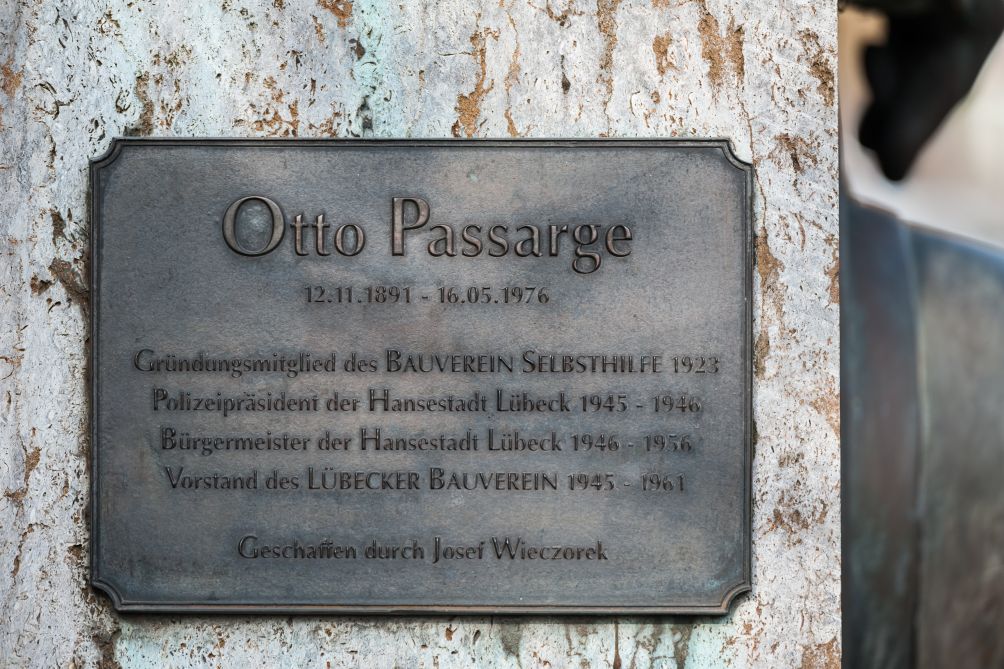 Otto Passarge
12.11.1891 - 16.05.1976
Gründungsmitglied des BAUVEREIN SELBSTHILFE 1923
Polizeipräsident der Hansestadt Lübeck 1945 - 1946
Bürgermeister der Hansestadt Lübeck 1946 - 1956
Vorstand des LÜBECKER BAUVEREIN 1945 - 1961
Geschaffen durch Josef Wieczorek